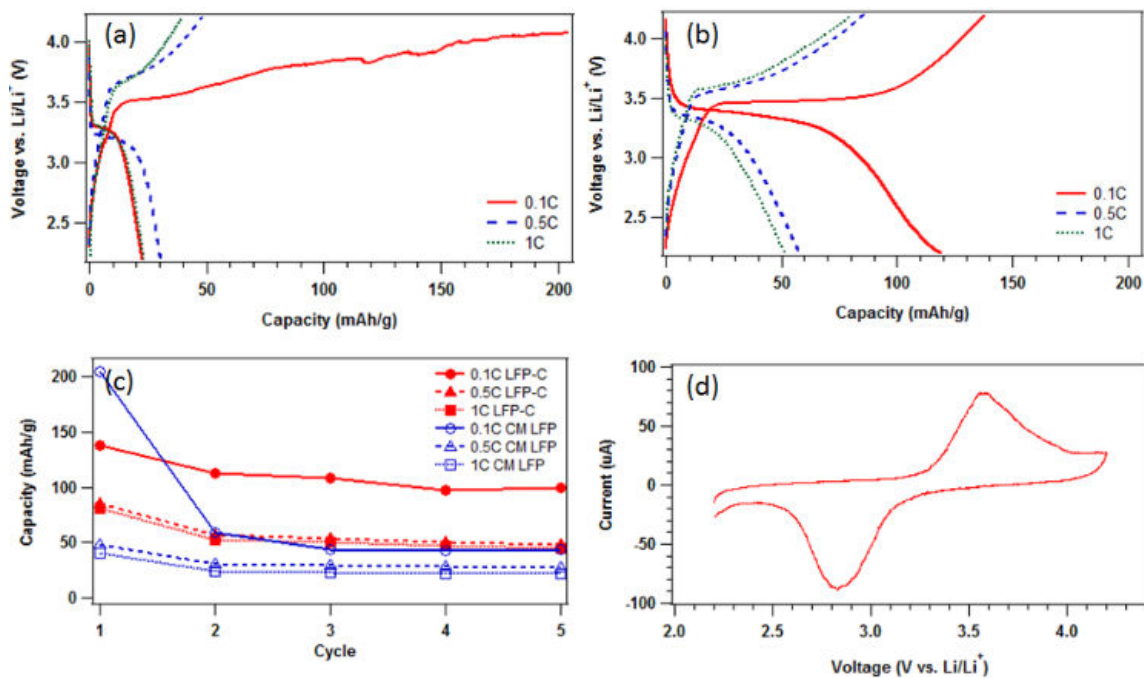 (a)
4.0
3.5
3.0
2.5
Voltage vs. Li/Li⁺ (V)
0 50 100 150 200
Capacity (mAh/g)
0.1C
0.5C
1C
(b)
4.0
3.5
3.0
2.5
Voltage vs. Li/Li⁺ (V)
0 50 100 150 200
Capacity (mAh/g)
0.1C
0.5C
1C
(c)
200
150
100
50
0
Capacity (mAh/g)
1 2 3 4 5
Cycle
0.1C LFP-C
0.5C LFP-C
1C LFP-C
0.1C CM LFP
0.5C CM LFP
1C CM LFP
(d)
100
50
0
-50
-100
Current (uA)
2.0 2.5 3.0 3.5 4.0
Voltage (V vs. Li/Li⁺)